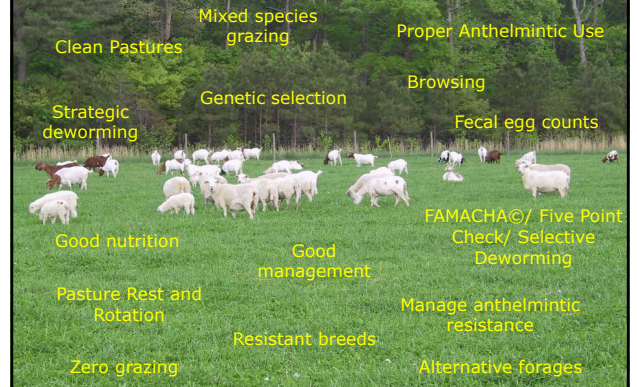 Mixed species
grazing
Proper Anthelmintic Use
Clean Pastures
Browsing
Genetic selection
Strategic
deworming
Fecal egg counts
FAMACHA©/ Five Point
Check/ Selective
Deworming
Good nutrition
Good
management
Pasture Rest and
Rotation
Manage anthelmintic
resistance
Resistant breeds
Zero grazing
Alternative forages